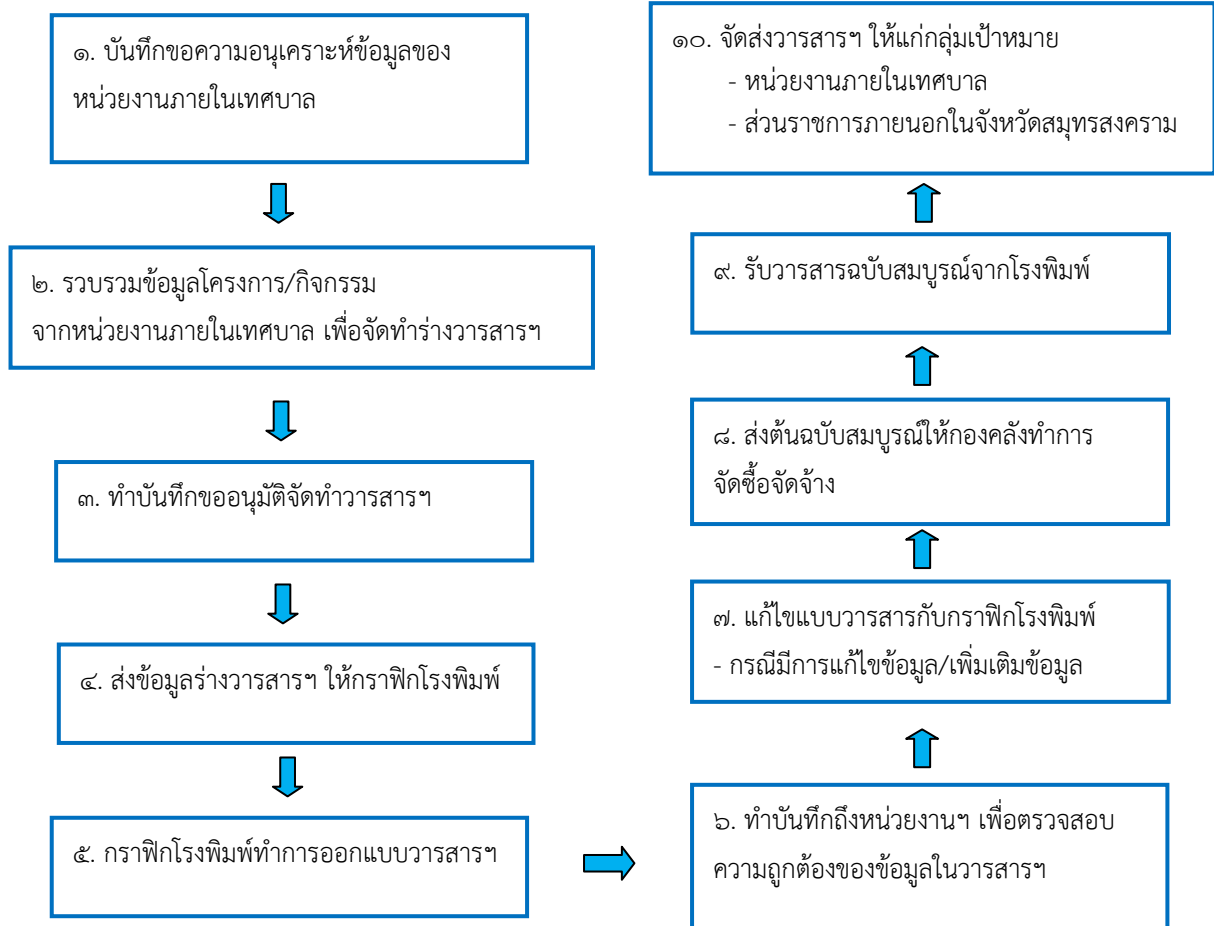 ๑. บันทึกขอความอนุเคราะห์ข้อมูลของ
หน่วยงานภายในเทศบาล
๒. รวบรวมข้อมูลโครงการ/กิจกรรม
จากหน่วยงานภายในเทศบาล เพื่อจัดทำร่างวารสารฯ
๓. ทำบันทึกขออนุมัติจัดทำวารสารฯ
๔. ส่งข้อมูลร่างวารสารฯ ให้กราฟิกโรงพิมพ์
๕. กราฟิกโรงพิมพ์ทำการออกแบบวารสารฯ
๖. ทำบันทึกถึงหน่วยงานฯ เพื่อตรวจสอบ
ความถูกต้องของข้อมูลในวารสารฯ
๗. แก้ไขแบบวารสารกับกราฟิกโรงพิมพ์
- กรณีมีการแก้ไขข้อมูล/เพิ่มเติมข้อมูล
๘. ส่งต้นฉบับสมบูรณ์ให้กองคลังทำการ
จัดซื้อจัดจ้าง
๙. รับวารสารฉบับสมบูรณ์จากโรงพิมพ์
๑๐. จัดส่งวารสารฯ ให้แก่กลุ่มเป้าหมาย
- หน่วยงานภายในเทศบาล
- ส่วนราชการภายนอกในจังหวัดสมุทรสงคราม